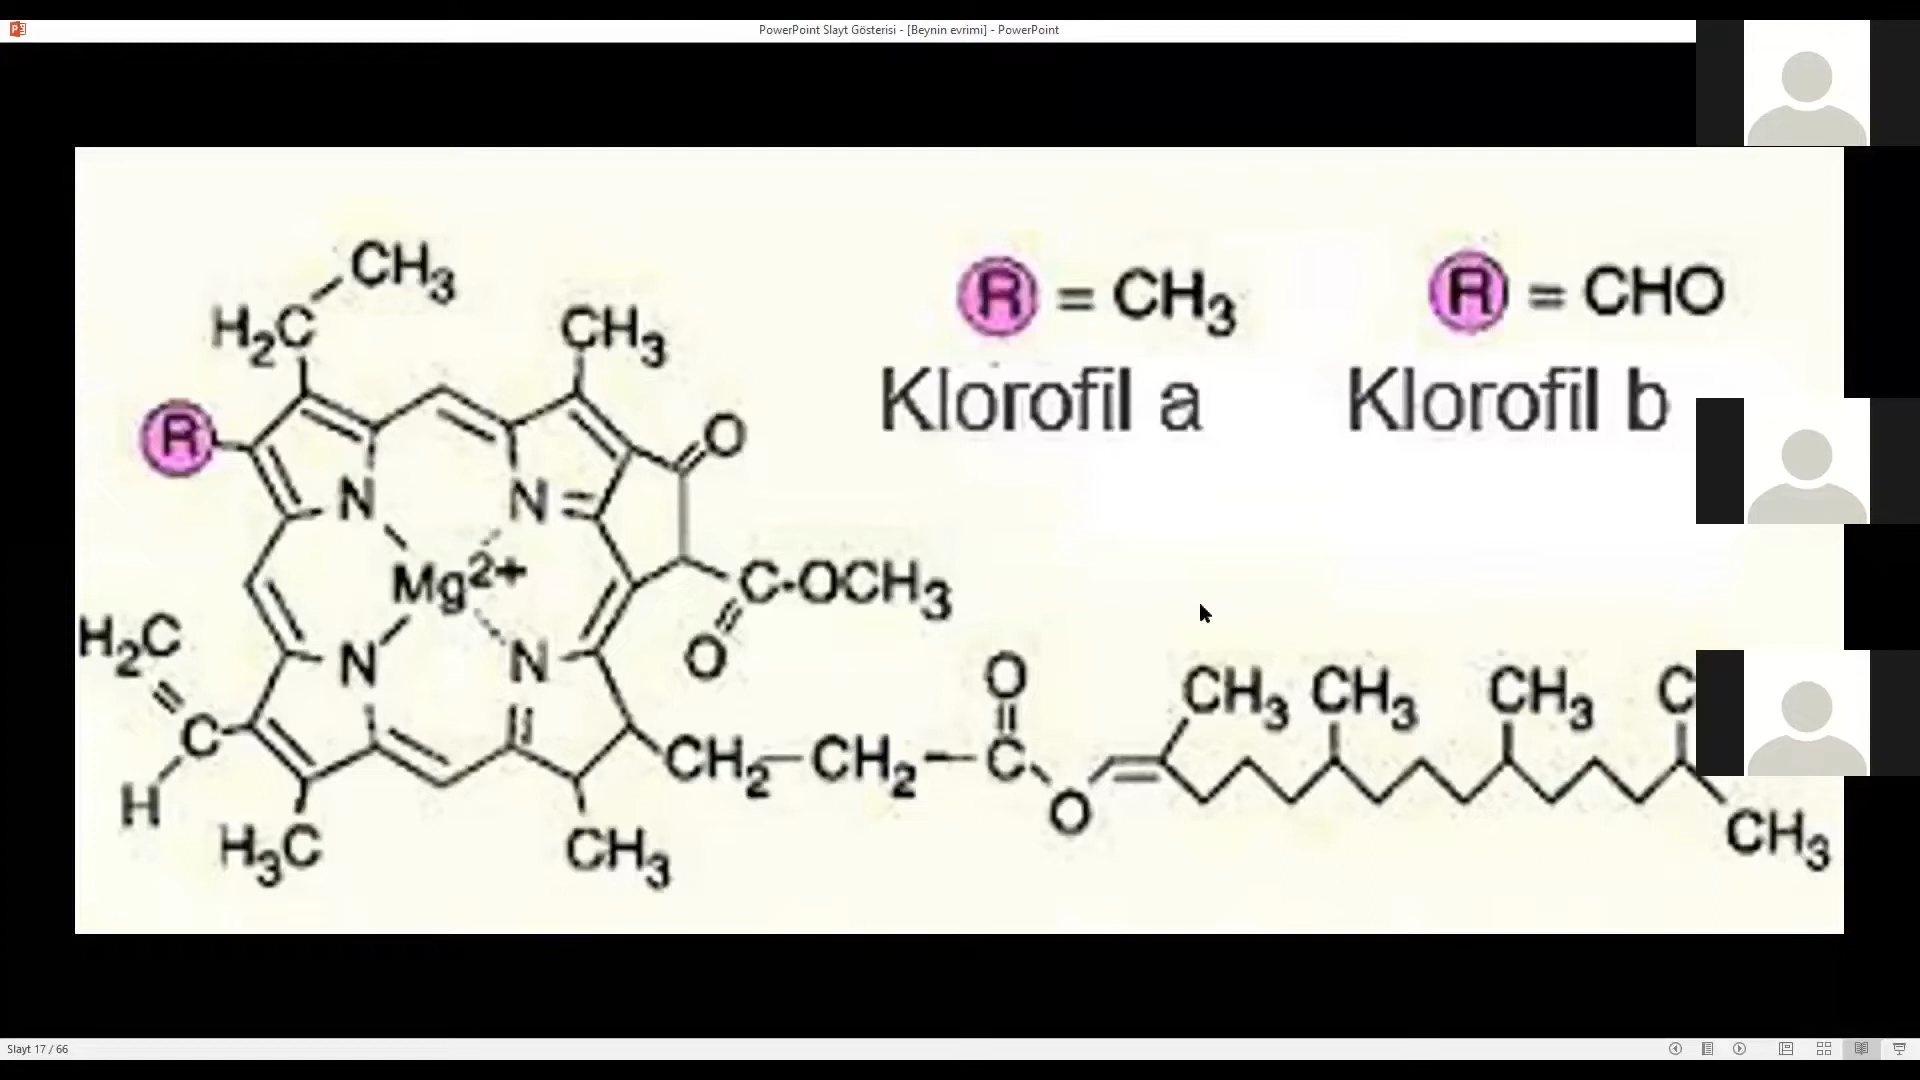 PowerPoint Slayt Gösterisi - [Beynin evrimi] - PowerPoint
CH3
H2C
CH3
R = CH3
R = CHO
Klorofil a
Klorofil b
R
O
N
N
Mg2+
C-OCH3
O
H2C
N
N
C
H
H3C
CH3
CH2—CH2—C
O
O
CH3
CH3
CH3
C
CH3
Slayt 17 / 66